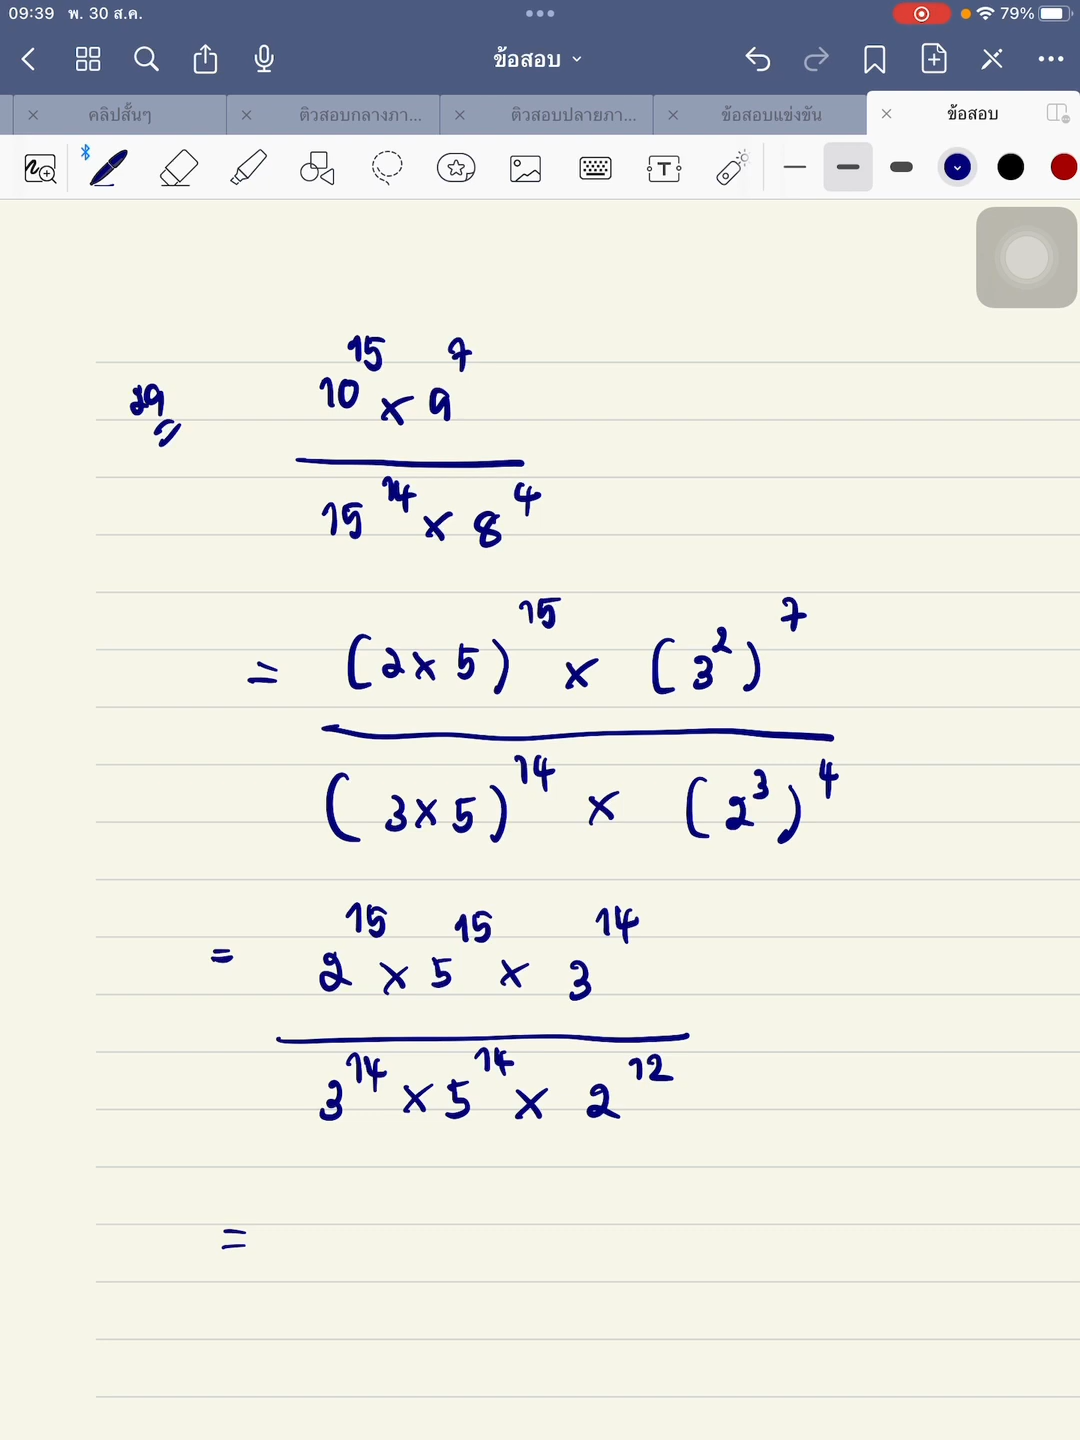 09:39 พ. 30 ส.ค. 79%
ข้อสอบ
คลิปสั้นๆ ติวสอบกลางภา... ติวสอบปลายภา... ข้อสอบแข่งขัน ข้อสอบ
T
29 10^15 × 9^7
15^14 × 8^4
= (2×5)^15 × (3^2)^7
(3×5)^14 × (2^3)^4
= 2^15 × 5^15 × 3^14
3^14 × 5^14 × 2^12
=